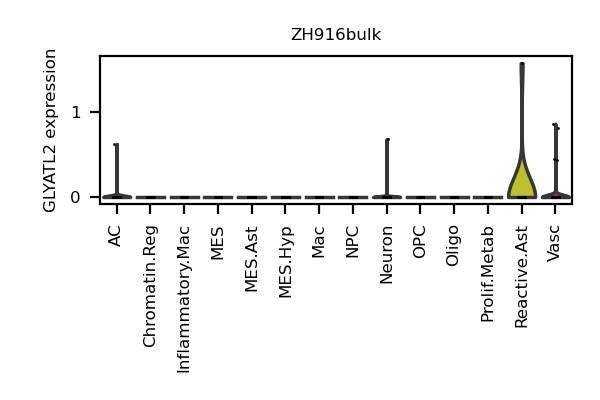 ZH916bulk
GLYATL2 expression
1
0
AC
Chromatin.Reg
Inflammatory.Mac
MES
MES.Ast
MES.Hyp
Mac
NPC
Neuron
OPC
Oligo
Prolif.Metab
Reactive.Ast
Vasc